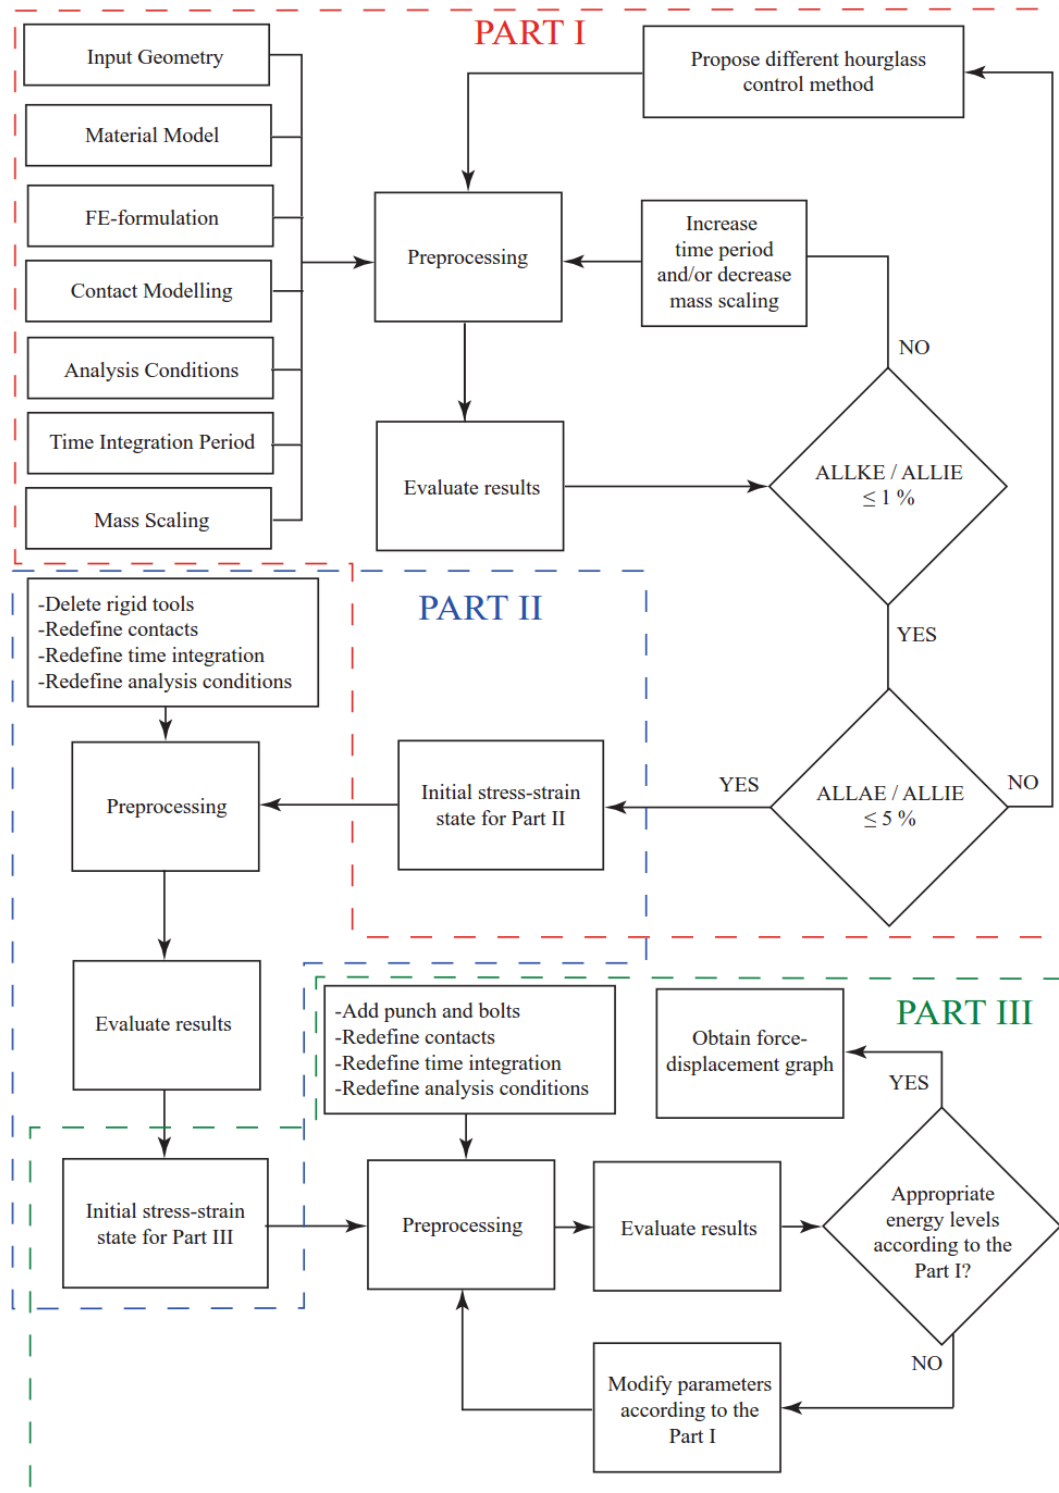 PART I
Input Geometry
Material Model
FE-formulation
Contact Modelling
Analysis Conditions
Time Integration Period
Mass Scaling
Propose different hourglass
control method
Preprocessing
Increase
time period
and/or decrease
mass scaling
NO
Evaluate results
ALLKE / ALLIE
≤ 1 %
YES
ALLAE / ALLIE
≤ 5 %
NO
YES
PART II
-Delete rigid tools
-Redefine contacts
-Redefine time integration
-Redefine analysis conditions
Initial stress-strain
state for Part II
Preprocessing
Evaluate results
Initial stress-strain
state for Part III
PART III
-Add punch and bolts
-Redefine contacts
-Redefine time integration
-Redefine analysis conditions
Preprocessing
Evaluate results
Appropriate
energy levels
according to the
Part I?
YES
Obtain force-
displacement graph
NO
Modify parameters
according to the
Part I